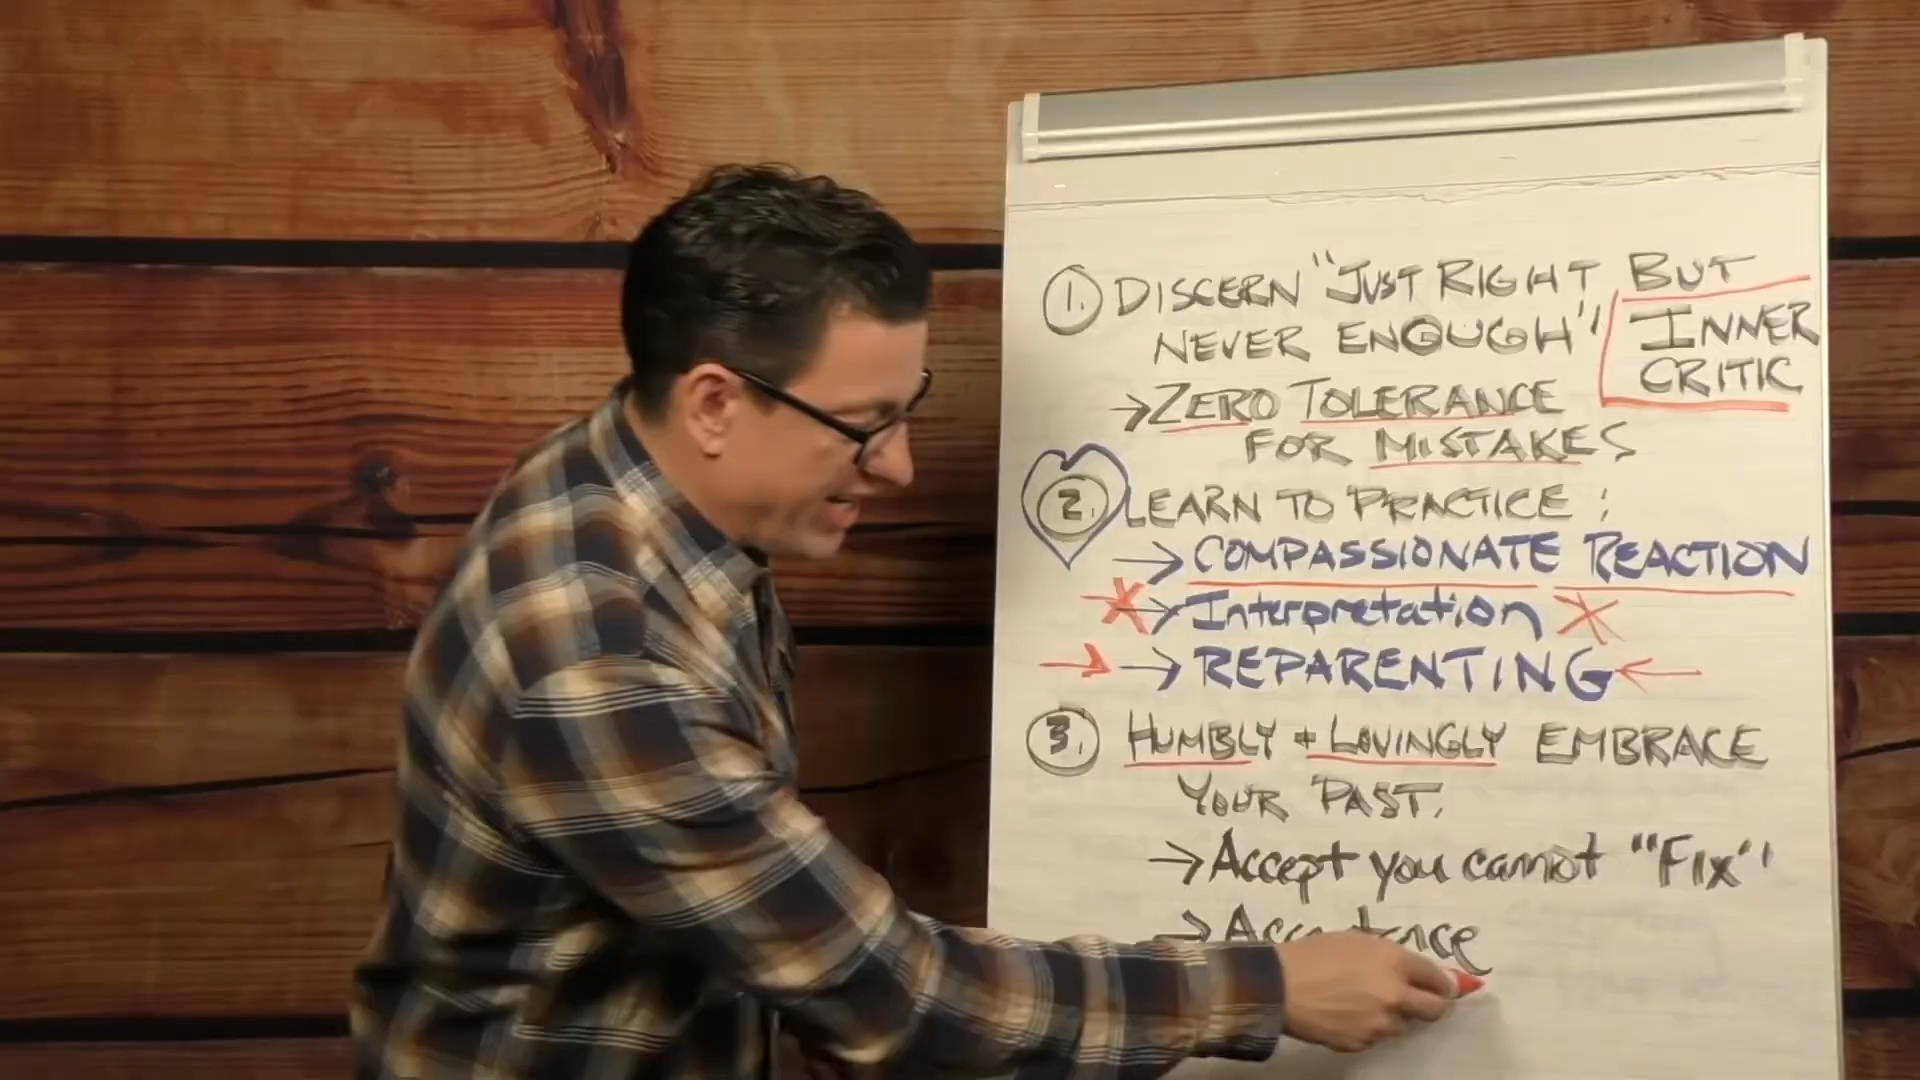 1. DISCERN "JUST RIGHT BUT
NEVER ENOUGH" INNER
CRITIC
→ ZERO TOLERANCE
FOR MISTAKES
2. LEARN TO PRACTICE:
→ COMPASSIONATE REACTION
→ Interpretation
→ REPARENTING
3. HUMBLY + LOVINGLY EMBRACE
YOUR PAST.
→ Accept you cannot "Fix"
→ Acceptance